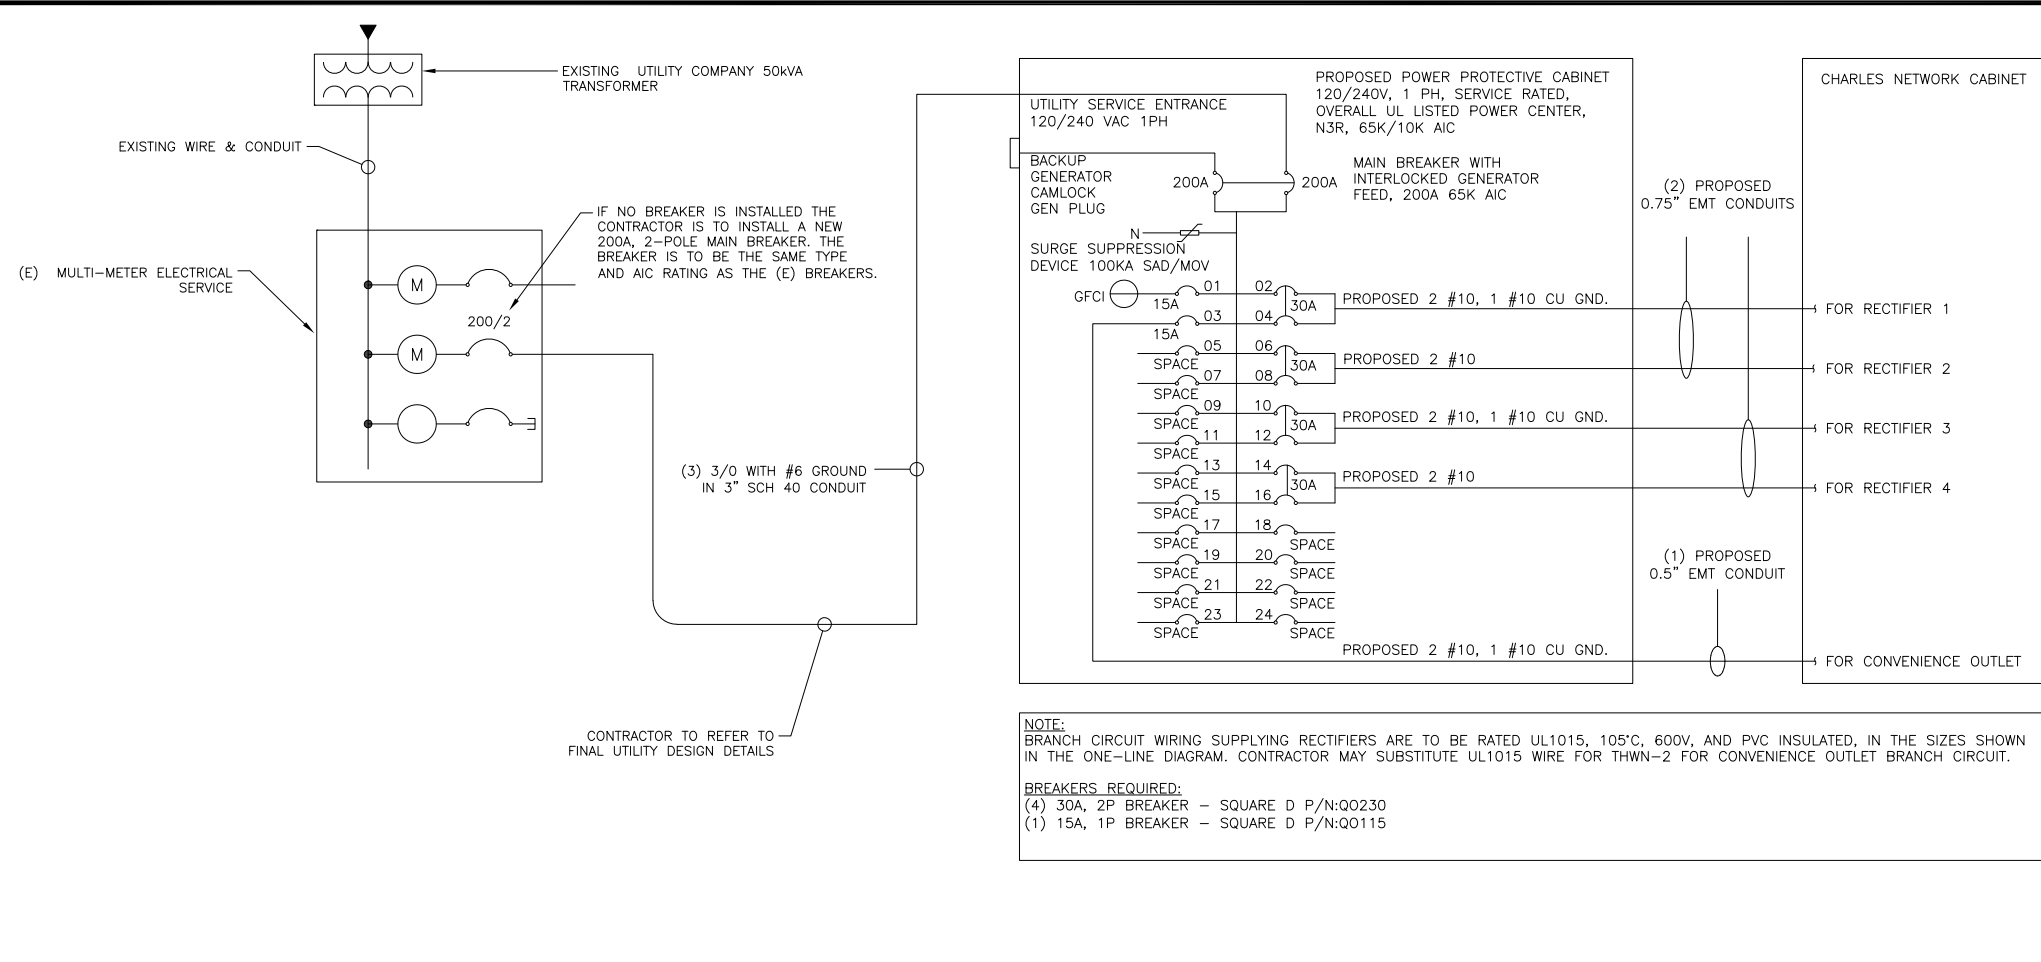 EXISTING UTILITY COMPANY 50kVA
TRANSFORMER
EXISTING WIRE & CONDUIT
IF NO BREAKER IS INSTALLED THE
CONTRACTOR IS TO INSTALL A NEW
200A, 2-POLE MAIN BREAKER. THE
BREAKER IS TO BE THE SAME TYPE
AND AIC RATING AS THE (E) BREAKERS.
(E) MULTI-METER ELECTRICAL
SERVICE
M
200/2
M
(3) 3/0 WITH #6 GROUND
IN 3" SCH 40 CONDUIT
CONTRACTOR TO REFER TO
FINAL UTILITY DESIGN DETAILS
UTILITY SERVICE ENTRANCE
120/240 VAC 1PH
PROPOSED POWER PROTECTIVE CABINET
120/240V, 1 PH, SERVICE RATED,
OVERALL UL LISTED POWER CENTER,
N3R, 65K/10K AIC
BACKUP
GENERATOR
CAMLOCK
GEN PLUG
200A
200A
MAIN BREAKER WITH
INTERLOCKED GENERATOR
FEED, 200A 65K AIC
N
SURGE SUPPRESSION
DEVICE 100KA SAD/MOV
GFCI
15A
01
02
30A
PROPOSED 2 #10, 1 #10 CU GND.
15A
03
04
SPACE
05
06
30A
PROPOSED 2 #10
SPACE
07
08
SPACE
09
10
30A
PROPOSED 2 #10, 1 #10 CU GND.
SPACE
11
12
SPACE
13
14
30A
PROPOSED 2 #10
SPACE
15
16
SPACE
17
18
SPACE
SPACE
19
20
SPACE
SPACE
21
22
SPACE
SPACE
23
24
SPACE
PROPOSED 2 #10, 1 #10 CU GND.
(2) PROPOSED
0.75" EMT CONDUITS
(1) PROPOSED
0.5" EMT CONDUIT
CHARLES NETWORK CABINET
FOR RECTIFIER 1
FOR RECTIFIER 2
FOR RECTIFIER 3
FOR RECTIFIER 4
FOR CONVENIENCE OUTLET
NOTE:
BRANCH CIRCUIT WIRING SUPPLYING RECTIFIERS ARE TO BE RATED UL1015, 105°C, 600V, AND PVC INSULATED, IN THE SIZES SHOWN
IN THE ONE-LINE DIAGRAM. CONTRACTOR MAY SUBSTITUTE UL1015 WIRE FOR THWN-2 FOR CONVENIENCE OUTLET BRANCH CIRCUIT.
BREAKERS REQUIRED:
(4) 30A, 2P BREAKER - SQUARE D P/N:QO230
(1) 15A, 1P BREAKER - SQUARE D P/N:QO115